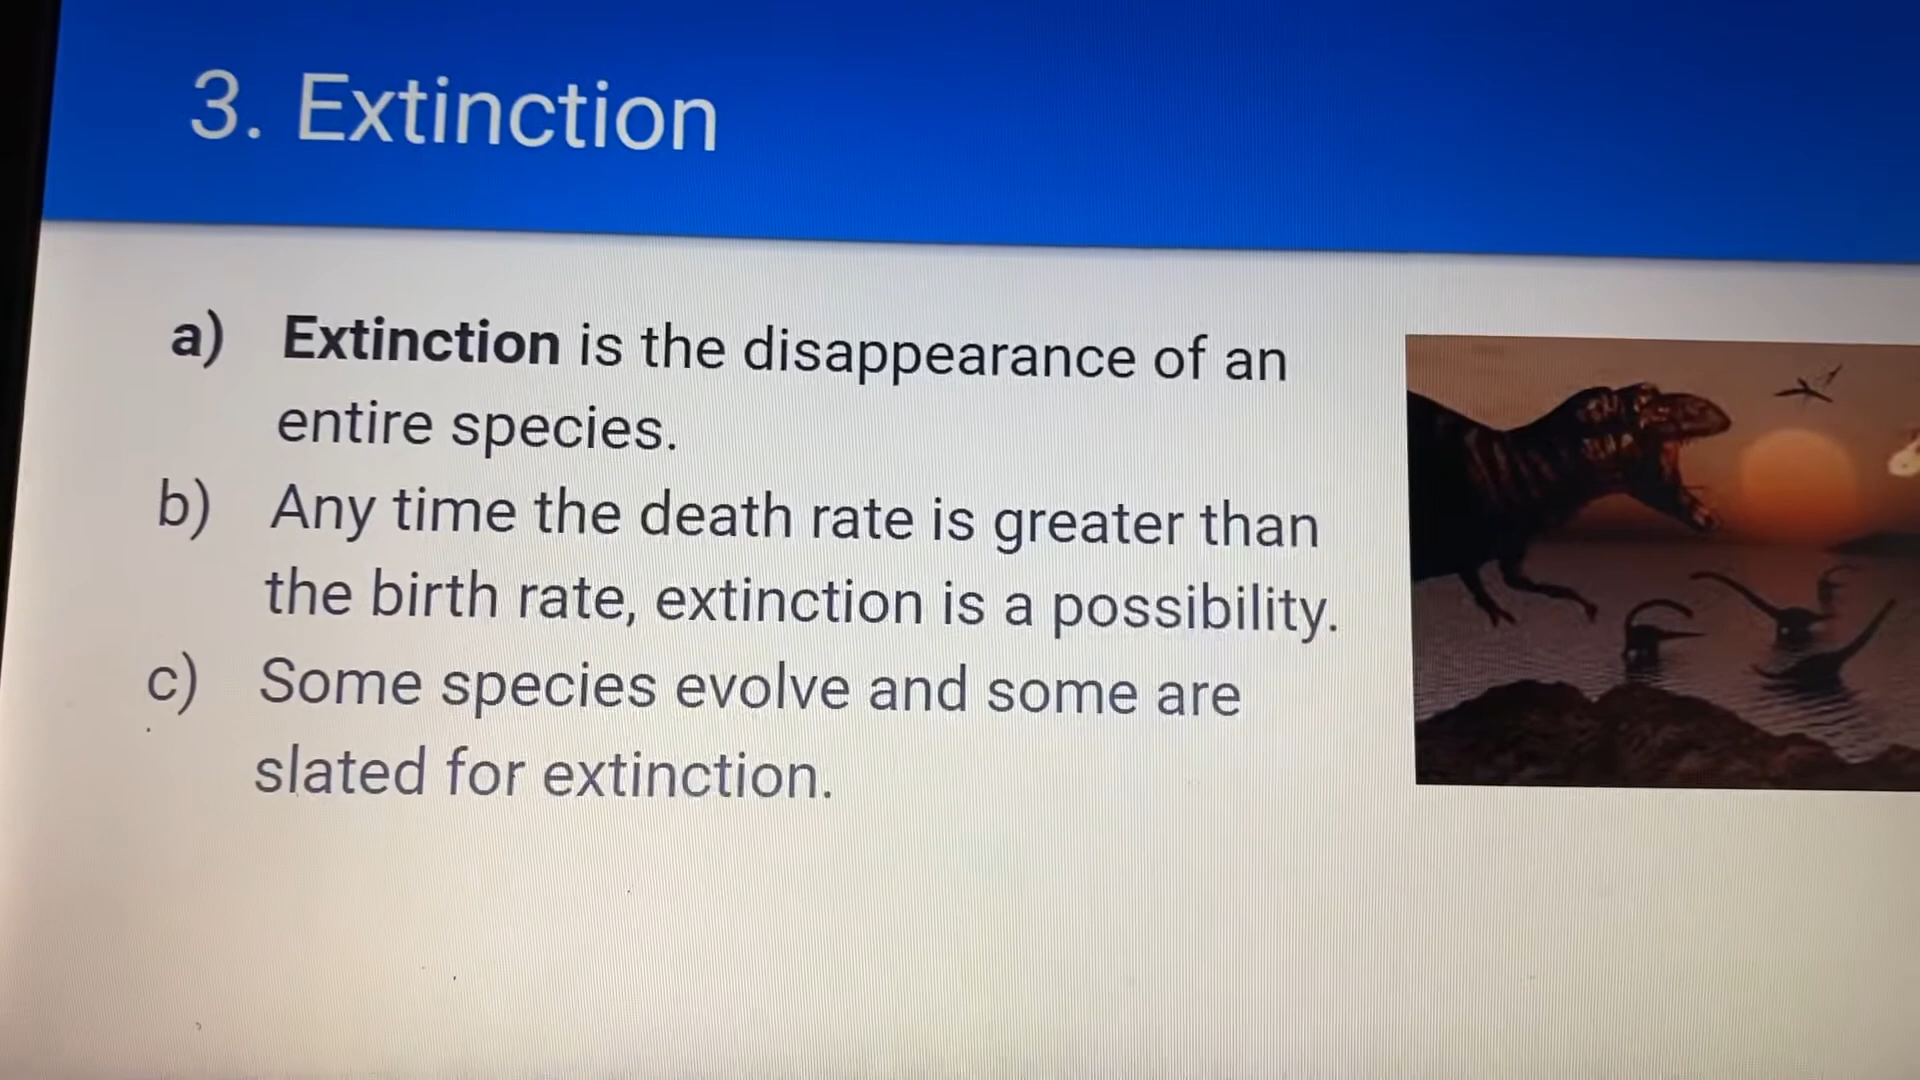 3. Extinction
a) Extinction is the disappearance of an
entire species.
b) Any time the death rate is greater than
the birth rate, extinction is a possibility.
c) Some species evolve and some are
slated for extinction.